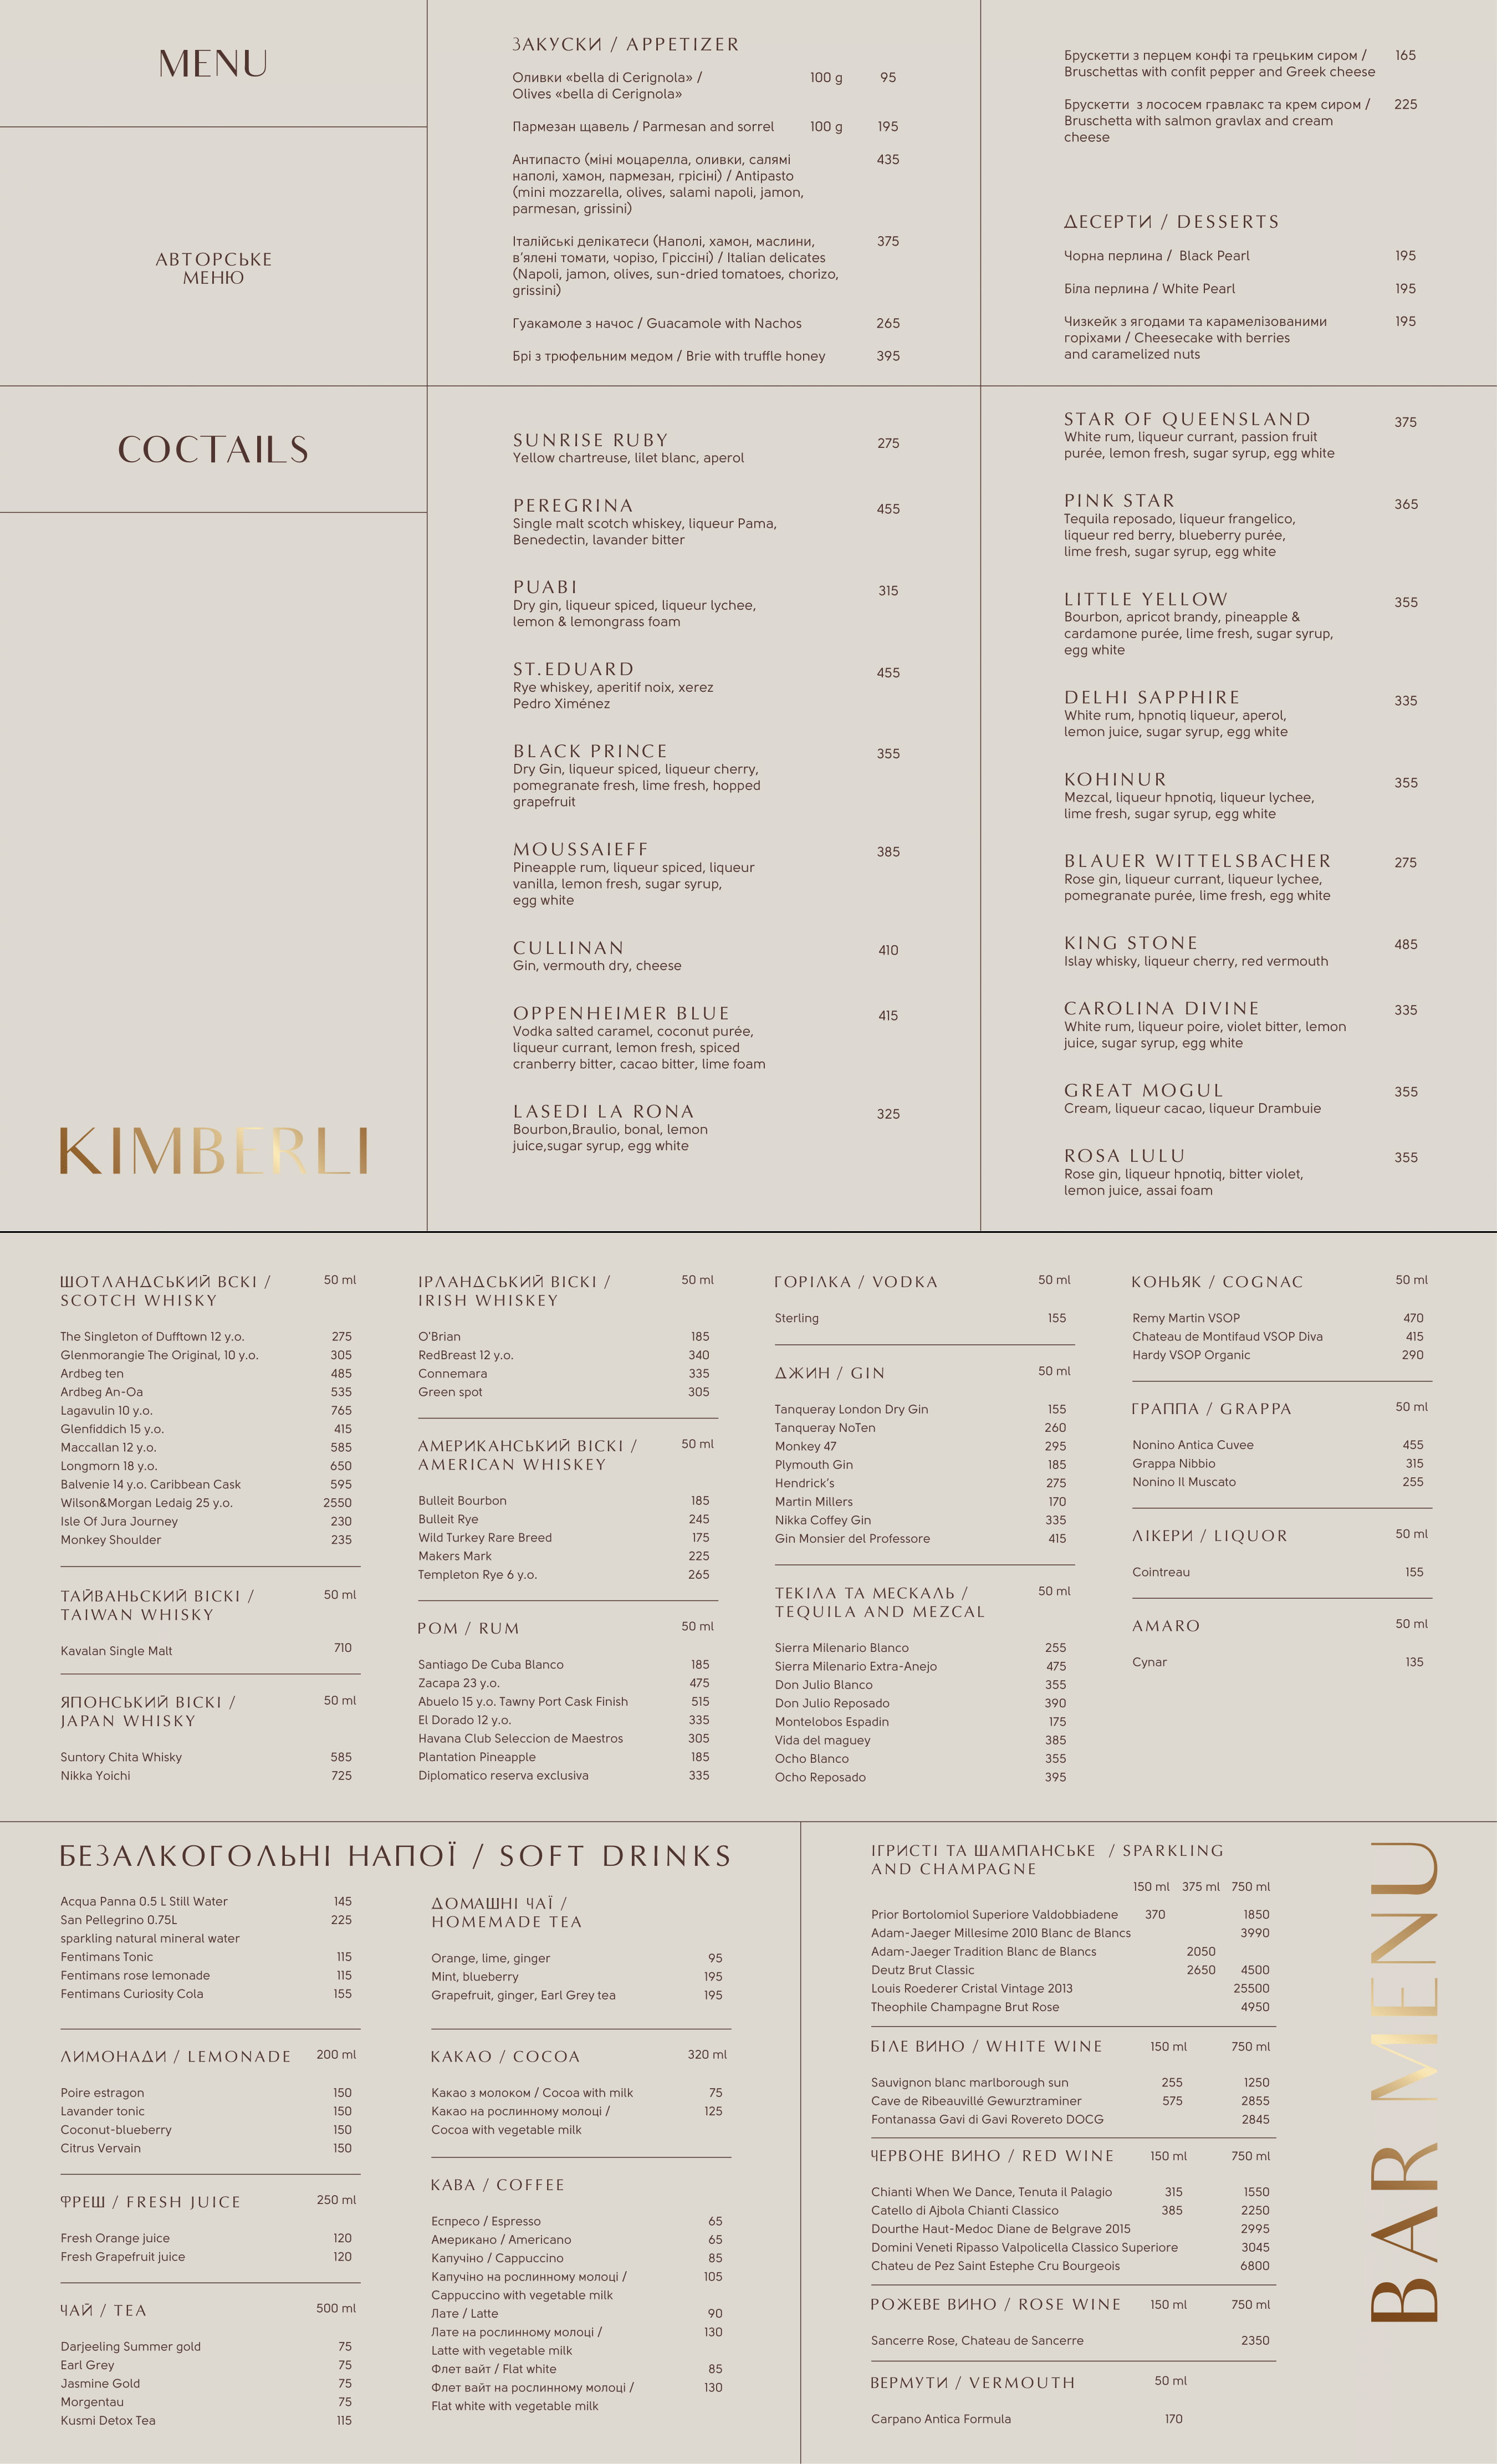 MENU
АВТОРСЬКЕ
МЕНЮ
ЗАКУСКИ / APPETIZER
Оливки «bella di Cerignola» / 100 g 95
Olives «bella di Cerignola»
Пармезан щавель / Parmesan and sorrel 100 g 195
Антипасто (міні моцарелла, оливки, салямі 435
наполі, хамон, пармезан, грісіні) / Antipasto
(mini mozzarella, olives, salami napoli, jamon,
parmesan, grissini)
Італійські делікатеси (Наполі, хамон, маслини, 375
в’ялені томати, чорізо, Гріссіні) / Italian delicates
(Napoli, jamon, olives, sun-dried tomatoes, chorizo,
grissini)
Гуакамоле з начос / Guacamole with Nachos 265
Брі з трюфельним медом / Brie with truffle honey 395
Брускетти з перцем конфі та грецьким сиром / 165
Bruschettas with confit pepper and Greek cheese
Брускетти з лососем гравлакс та крем сиром / 225
Bruschetta with salmon gravlax and cream
cheese
ДЕСЕРТИ / DESSERTS
Чорна перлина / Black Pearl 195
Біла перлина / White Pearl 195
Чизкейк з ягодами та карамелізованими 195
горіхами / Cheesecake with berries
and caramelized nuts
COCTAILS
KIMBERLI
SUNRISE RUBY 275
Yellow chartreuse, lilet blanc, aperol
PEREGRINA 455
Single malt scotch whiskey, liqueur Pama,
Benedectin, lavander bitter
PUABI 315
Dry gin, liqueur spiced, liqueur lychee,
lemon & lemongrass foam
ST.EDUARD 455
Rye whiskey, aperitif noix, xerez
Pedro Ximénez
BLACK PRINCE 355
Dry Gin, liqueur spiced, liqueur cherry,
pomegranate fresh, lime fresh, hopped
grapefruit
MOUSSAIEFF 385
Pineapple rum, liqueur spiced, liqueur
vanilla, lemon fresh, sugar syrup,
egg white
CULLINAN 410
Gin, vermouth dry, cheese
OPPENHEIMER BLUE 415
Vodka salted caramel, coconut purée,
liqueur currant, lemon fresh, spiced
cranberry bitter, cacao bitter, lime foam
LASEDI LA RONA 325
Bourbon,Braulio, bonal, lemon
juice,sugar syrup, egg white
STAR OF QUEENSLAND 375
White rum, liqueur currant, passion fruit
purée, lemon fresh, sugar syrup, egg white
PINK STAR 365
Tequila reposado, liqueur frangelico,
liqueur red berry, blueberry purée,
lime fresh, sugar syrup, egg white
LITTLE YELLOW 355
Bourbon, apricot brandy, pineapple &
cardamone purée, lime fresh, sugar syrup,
egg white
DELHI SAPPHIRE 335
White rum, hpnotiq liqueur, aperol,
lemon juice, sugar syrup, egg white
KOHINUR 355
Mezcal, liqueur hpnotiq, liqueur lychee,
lime fresh, sugar syrup, egg white
BLAUER WITTELSBACHER 275
Rose gin, liqueur currant, liqueur lychee,
pomegranate purée, lime fresh, egg white
KING STONE 485
Islay whisky, liqueur cherry, red vermouth
CAROLINA DIVINE 335
White rum, liqueur poire, violet bitter, lemon
juice, sugar syrup, egg white
GREAT MOGUL 355
Cream, liqueur cacao, liqueur Drambuie
ROSA LULU 355
Rose gin, liqueur hpnotiq, bitter violet,
lemon juice, assai foam
ШОТЛАНДСЬКИЙ ВСКІ / 50 ml
SCOTCH WHISKY
The Singleton of Dufftown 12 y.o. 275
Glenmorangie The Original, 10 y.o. 305
Ardbeg ten 485
Ardbeg An-Oa 535
Lagavulin 10 y.o. 765
Glenfiddich 15 y.o. 415
Maccallan 12 y.o. 585
Longmorn 18 y.o. 650
Balvenie 14 y.o. Caribbean Cask 595
Wilson&Morgan Ledaig 25 y.o. 2550
Isle Of Jura Journey 230
Monkey Shoulder 235
ТАЙВАНЬСКИЙ ВІСКІ / 50 ml
TAIWAN WHISKY
Kavalan Single Malt 710
ЯПОНСЬКИЙ ВІСКІ / 50 ml
JAPAN WHISKY
Suntory Chita Whisky 585
Nikka Yoichi 725
ІРЛАНДСЬКИЙ ВІСКІ / 50 ml
IRISH WHISKEY
O'Brian 185
RedBreast 12 y.o. 340
Connemara 335
Green spot 305
АМЕРИКАНСЬКИЙ ВІСКІ / 50 ml
AMERICAN WHISKEY
Bulleit Bourbon 185
Bulleit Rye 245
Wild Turkey Rare Breed 175
Makers Mark 225
Templeton Rye 6 y.o. 265
РОМ / RUM 50 ml
Santiago De Cuba Blanco 185
Zacapa 23 y.o. 475
Abuelo 15 y.o. Tawny Port Cask Finish 515
El Dorado 12 y.o. 335
Havana Club Seleccion de Maestros 305
Plantation Pineapple 185
Diplomatico reserva exclusiva 335
ГОРІЛКА / VODKA 50 ml
Sterling 155
ДЖИН / GIN 50 ml
Tanqueray London Dry Gin 155
Tanqueray NoTen 260
Monkey 47 295
Plymouth Gin 185
Hendrick's 275
Martin Millers 170
Nikka Coffey Gin 335
Gin Monsier del Professore 415
ТЕКІЛА ТА МЕСКАЛЬ / 50 ml
TEQUILA AND MEZCAL
Sierra Milenario Blanco 255
Sierra Milenario Extra-Anejo 475
Don Julio Blanco 355
Don Julio Reposado 390
Montelobos Espadin 175
Vida del maguey 385
Ocho Blanco 355
Ocho Reposado 395
КОНЬЯК / COGNAC 50 ml
Remy Martin VSOP 470
Chateau de Montifaud VSOP Diva 415
Hardy VSOP Organic 290
ГРАППА / GRAPPA 50 ml
Nonino Antica Cuvee 455
Grappa Nibbio 315
Nonino Il Muscato 255
ЛІКЕРИ / LIQUOR 50 ml
Cointreau 155
AMARO 50 ml
Cynar 135
БЕЗАЛКОГОЛЬНІ НАПОЇ / SOFT DRINKS
Acqua Panna 0.5 L Still Water 145
San Pellegrino 0.75L 225
sparkling natural mineral water
Fentimans Tonic 115
Fentimans rose lemonade 115
Fentimans Curiosity Cola 155
ЛИМОНАДИ / LEMONADE 200 ml
Poire estragon 150
Lavander tonic 150
Coconut-blueberry 150
Citrus Vervain 150
ФРЕШ / FRESH JUICE 250 ml
Fresh Orange juice 120
Fresh Grapefruit juice 120
ЧАЙ / TEA 500 ml
Darjeeling Summer gold 75
Earl Grey 75
Jasmine Gold 75
Morgentau 75
Kusmi Detox Tea 115
ДОМАШНІ ЧАЇ /
HOMEMADE TEA
Orange, lime, ginger 95
Mint, blueberry 195
Grapefruit, ginger, Earl Grey tea 195
КАКАО / COCOA 320 ml
Какао з молоком / Cocoa with milk 75
Какао на рослинному молоці / 125
Cocoa with vegetable milk
КАВА / COFFEE
Еспресо / Espresso 65
Американо / Americano 65
Капучіно / Cappuccino 85
Капучіно на рослинному молоці / 105
Cappuccino with vegetable milk
Лате / Latte 90
Лате на рослинному молоці / 130
Latte with vegetable milk
Флет вайт / Flat white 85
Флет вайт на рослинному молоці / 130
Flat white with vegetable milk
ІГРИСТІ ТА ШАМПАНСЬКЕ / SPARKLING
AND CHAMPAGNE
150 ml 375 ml 750 ml
Prior Bortolomiol Superiore Valdobbiadene 370 1850
Adam-Jaeger Millesime 2010 Blanc de Blancs 3990
Adam-Jaeger Tradition Blanc de Blancs 2050
Deutz Brut Classic 2650 4500
Louis Roederer Cristal Vintage 2013 25500
Theophile Champagne Brut Rose 4950
БІЛЕ ВИНО / WHITE WINE 150 ml 750 ml
Sauvignon blanc marlborough sun 255 1250
Cave de Ribeauvillé Gewurztraminer 575 2855
Fontanassa Gavi di Gavi Rovereto DOCG 2845
ЧЕРВОНЕ ВИНО / RED WINE 150 ml 750 ml
Chianti When We Dance, Tenuta il Palagio 315 1550
Catello di Ajbola Chianti Classico 385 2250
Dourthe Haut-Medoc Diane de Belgrave 2015 2995
Domini Veneti Ripasso Valpolicella Classico Superiore 3045
Chateu de Pez Saint Estephe Cru Bourgeois 6800
РОЖЕВЕ ВИНО / ROSE WINE 150 ml 750 ml
Sancerre Rose, Chateau de Sancerre 2350
ВЕРМУТИ / VERMOUTH 50 ml
Carpano Antica Formula 170
BAR MENU